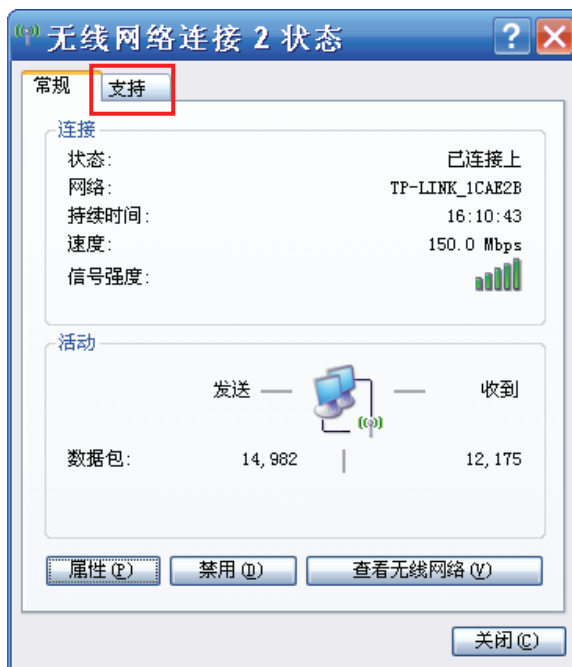 无线网络连接 2 状态
常规 支持
连接
状态: 已连接上
网络: TP-LINK_1CAE2B
持续时间: 16:10:43
速度: 150.0 Mbps
信号强度:
活动
发送 — — 收到
数据包: 14,982 | 12,175
属性(P) 禁用(D) 查看无线网络(V)
关闭(C)